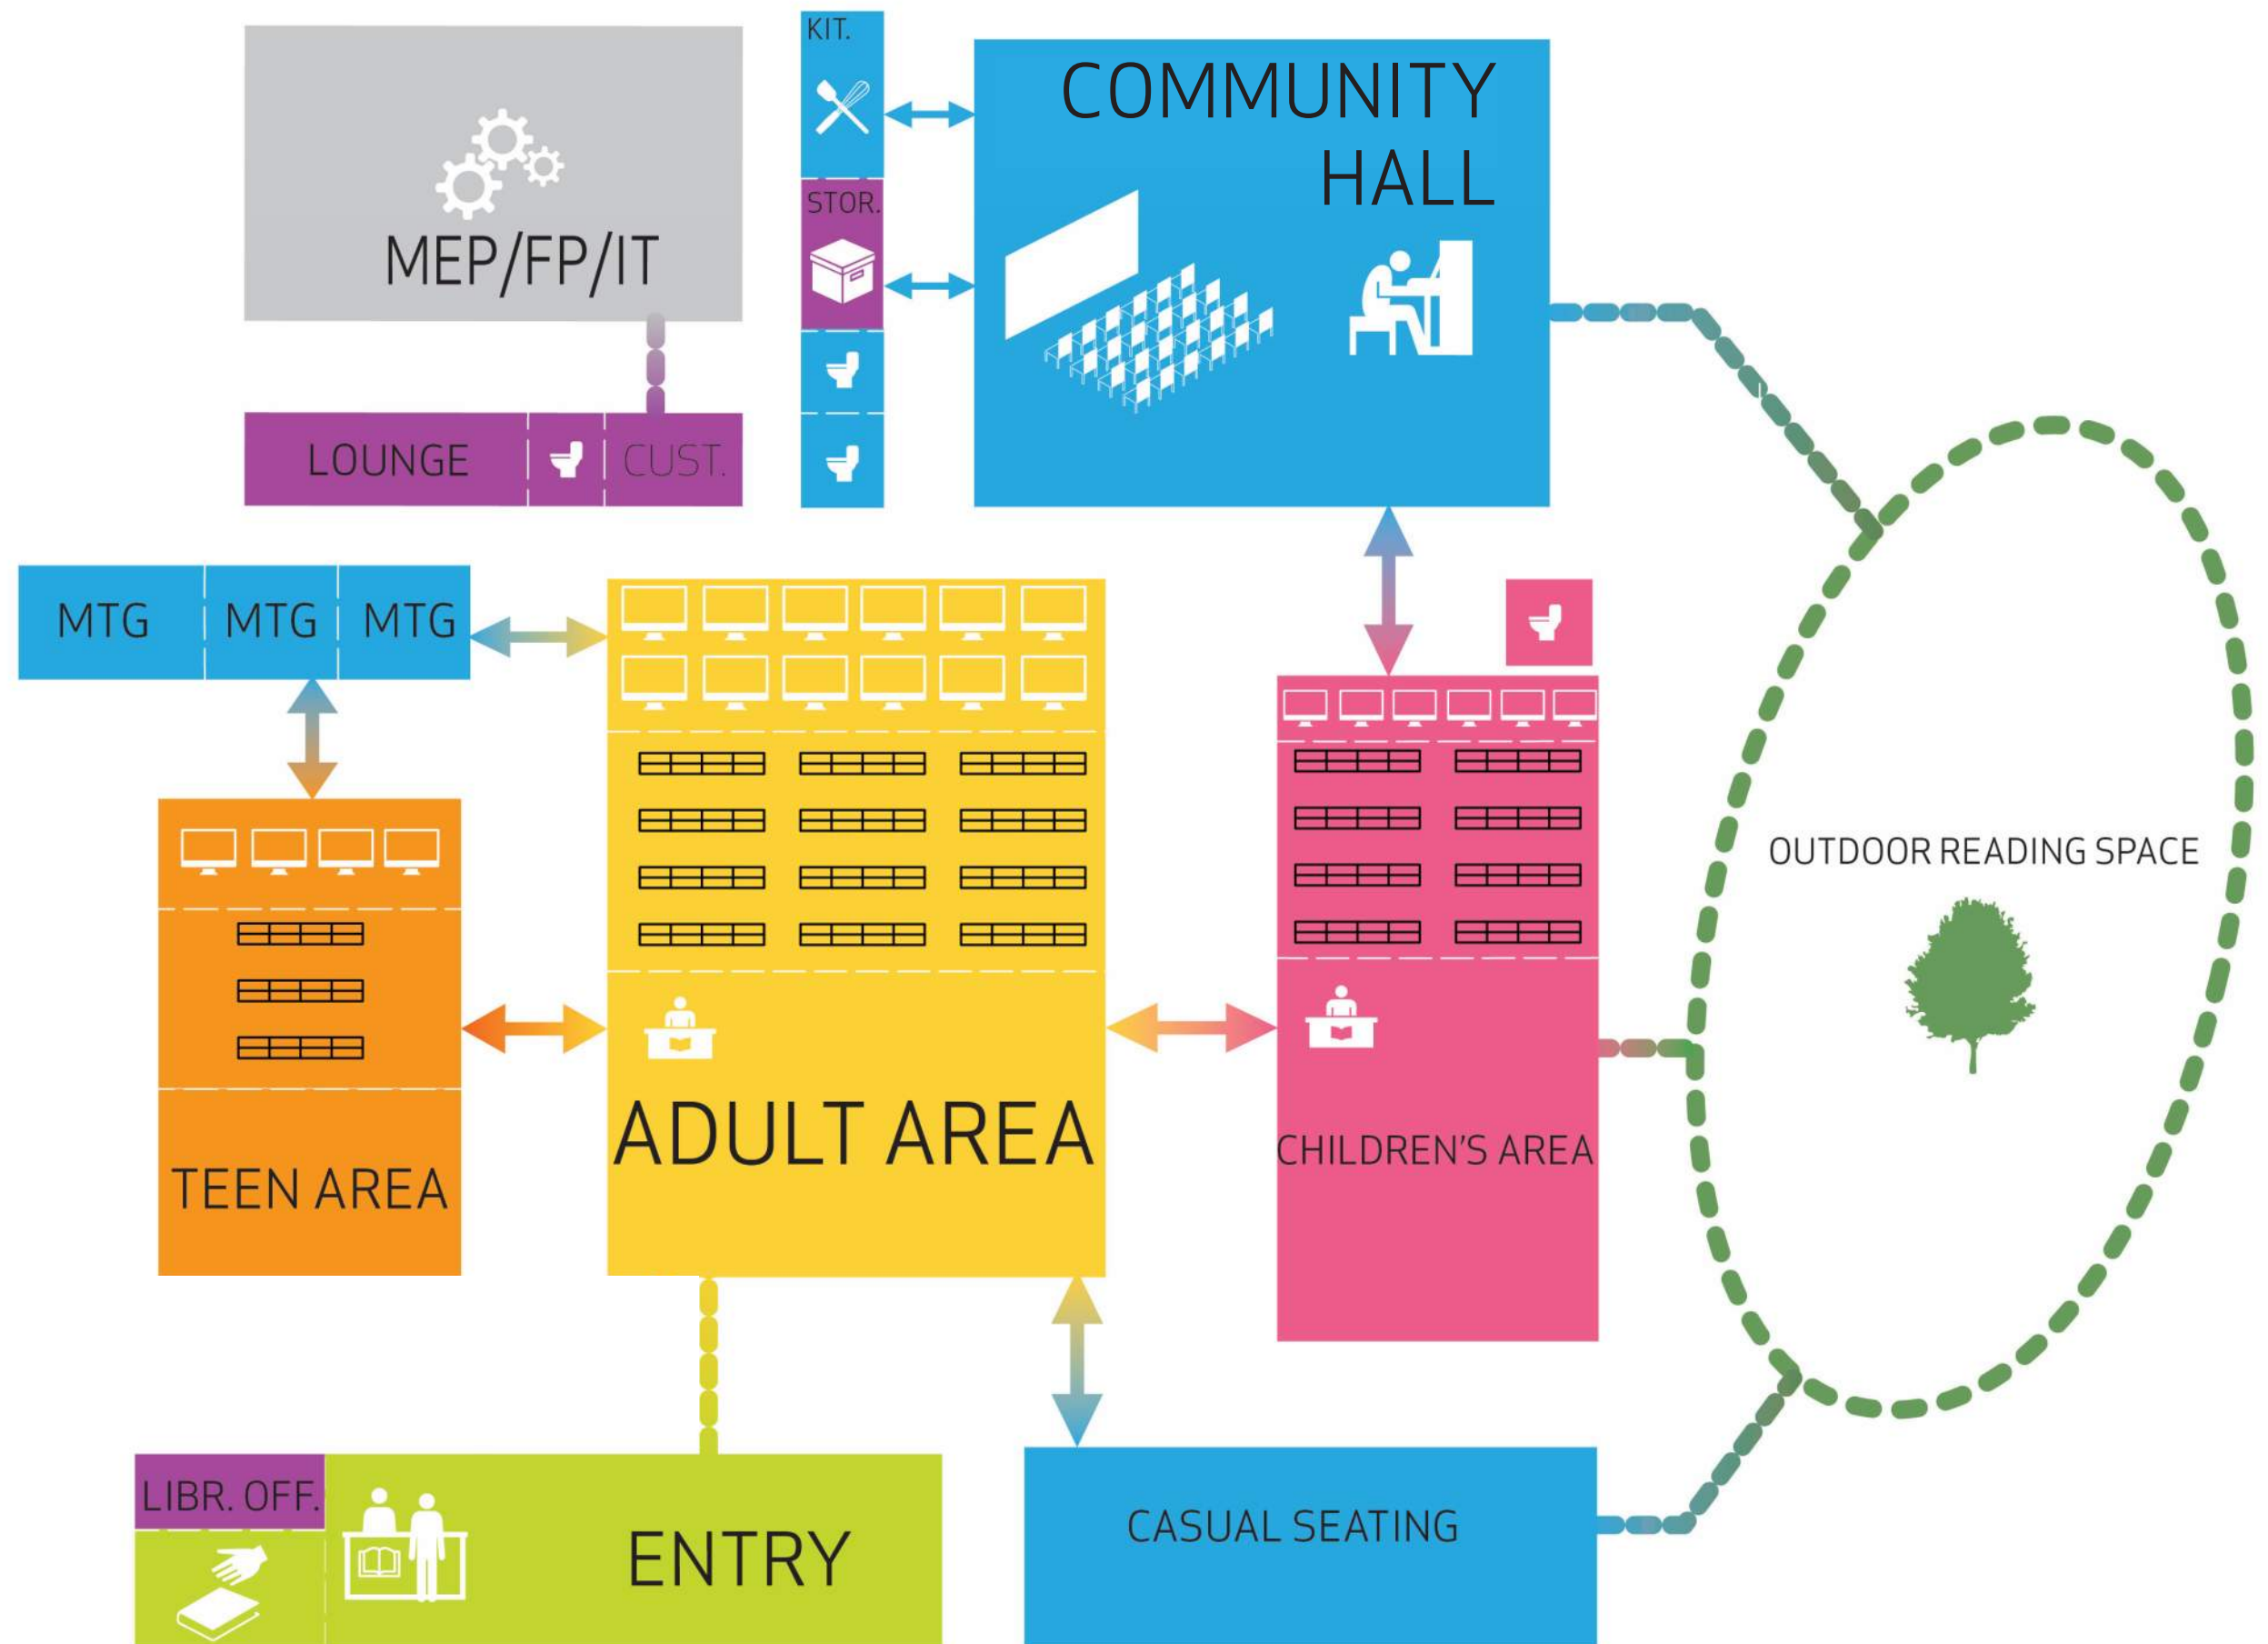 KIT.
COMMUNITY
HALL
STOR.
MEP/FP/IT
LOUNGE
CUST.
MTG
MTG
MTG
OUTDOOR READING SPACE
ADULT AREA
CHILDREN'S AREA
TEEN AREA
LIBR. OFF.
ENTRY
CASUAL SEATING